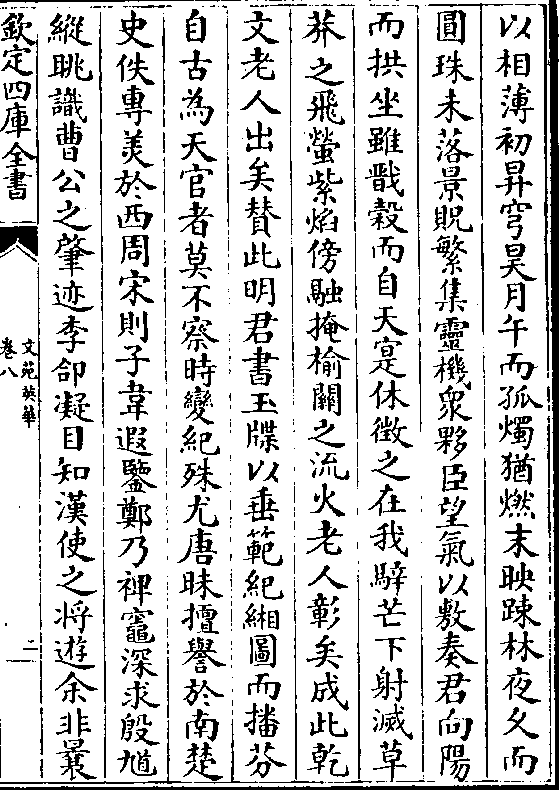 以相薄初昇穹昊月午而孤燭猶燃末映踈林夜久而
圓珠未落景貺繁集靈機衆夥臣望氣以敷奏君向陽
而拱坐雖戬穀而自天寔休徴之在我騂芒下射滅草
莽之飛螢紫焰傍融掩榆關之流火老人彰矣成此乾
文老人出矣賛此明君書玉牒以垂範紀緗圖而播芬
自古為天官者莫不察時變紀殊尤唐昧擅譽於南楚
史佚專羙於西周宋則子韋遐鑒鄭乃裨竈深求殷馗
縱眺識曹公之肇迹李郃凝目知漢使之将遊余非曩
欽定四庫全書
文苑英華
卷八
二